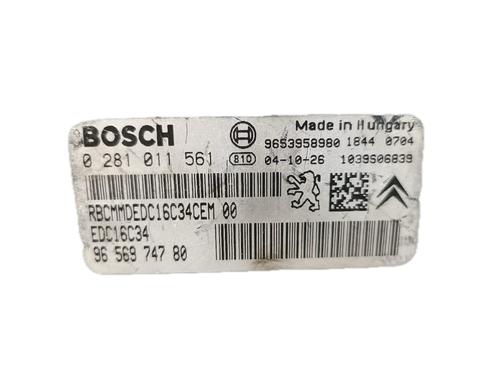 Made in Hungary
BOSCH 9653958980 1844 0704
0 281 011 561 B10 04-10-26 1039S06839
RBCMMDEDC16C34CEM 00
EDC16C34
96 569 747 80